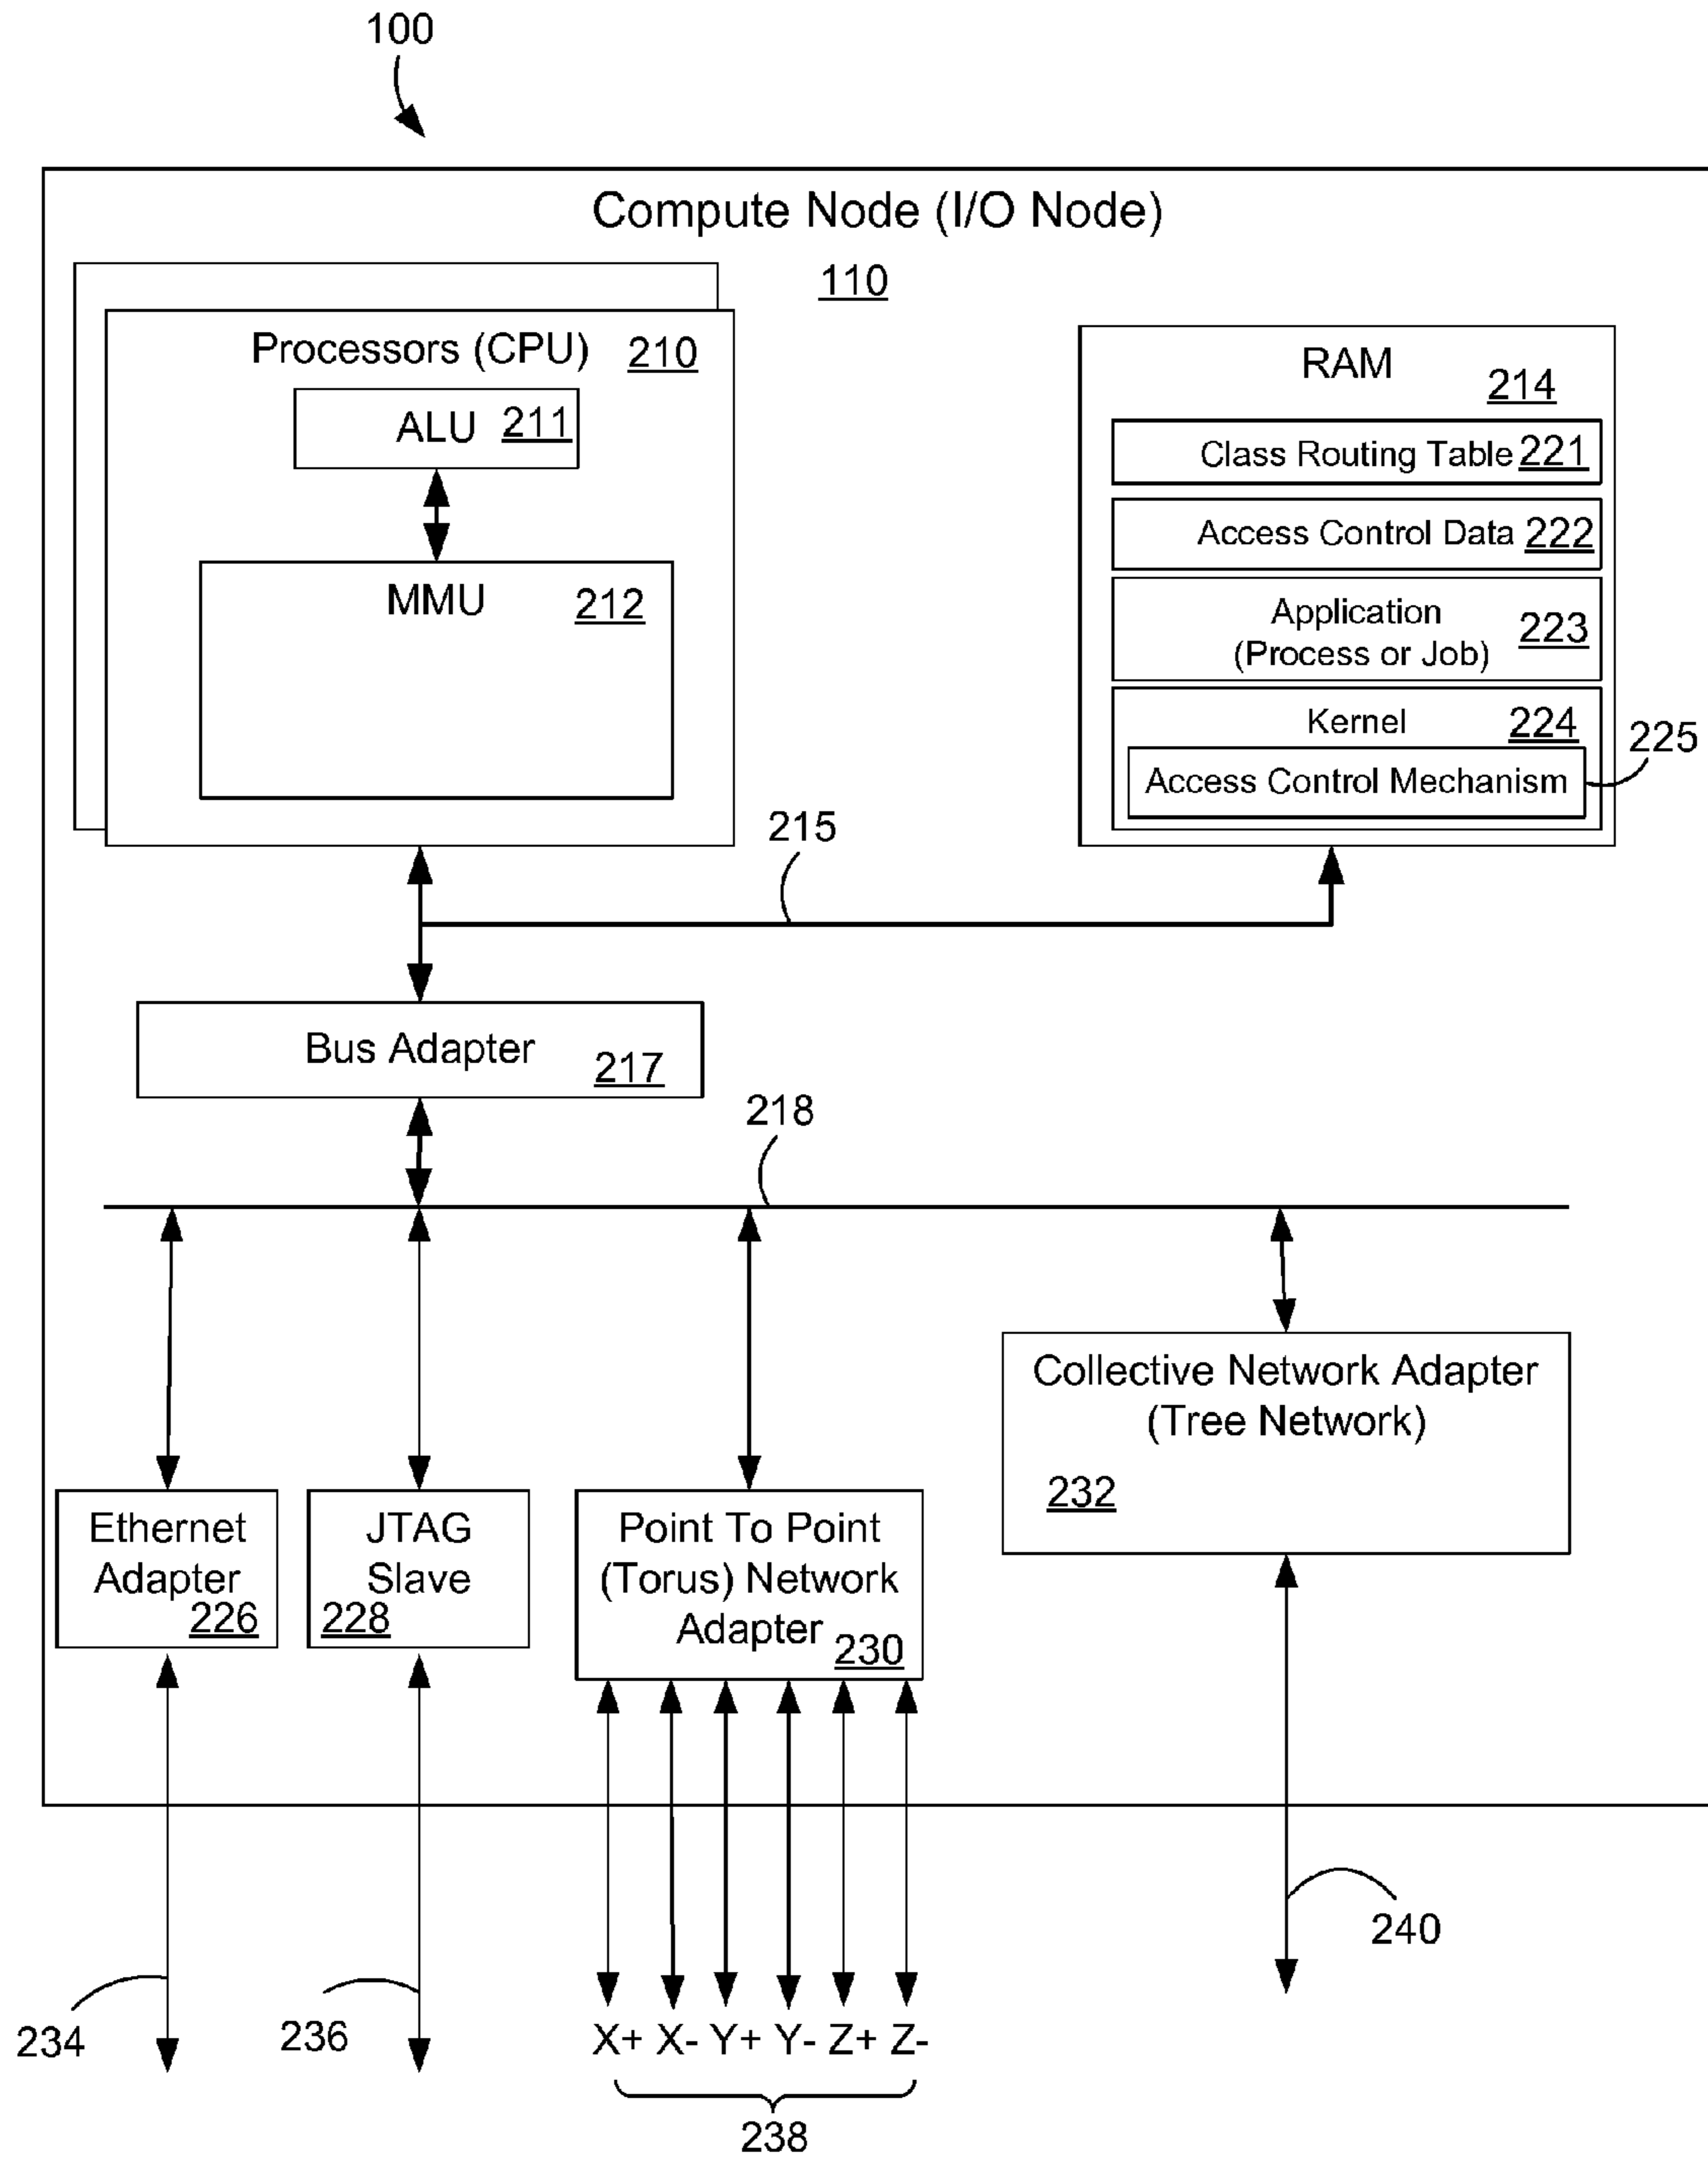 100
Compute Node (I/O Node)
110
Processors (CPU) 210
ALU 211
MMU 212
RAM 214
Class Routing Table 221
Access Control Data 222
Application
(Process or Job) 223
Kernel 224
Access Control Mechanism
225
215
Bus Adapter 217
218
Collective Network Adapter
(Tree Network)
232
Ethernet
Adapter
226
JTAG
Slave
228
Point To Point
(Torus) Network
Adapter 230
240
234
236
X+ X- Y+ Y- Z+ Z-
238